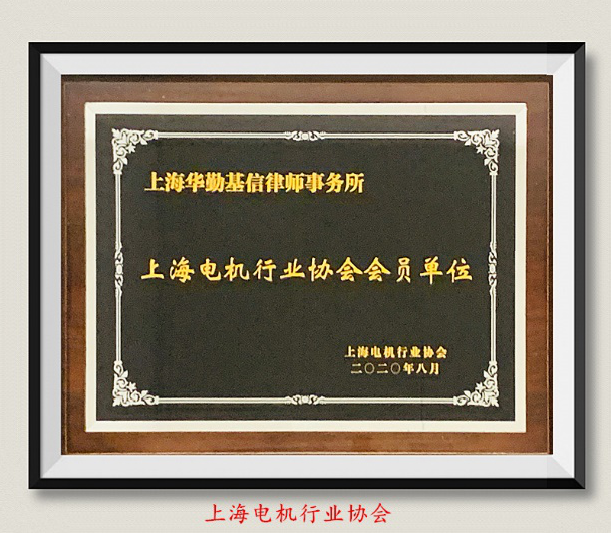 上海华勤基信律师事务所
上海电机行业协会会员单位
上海电机行业协会
二〇二〇年八月
上海电机行业协会